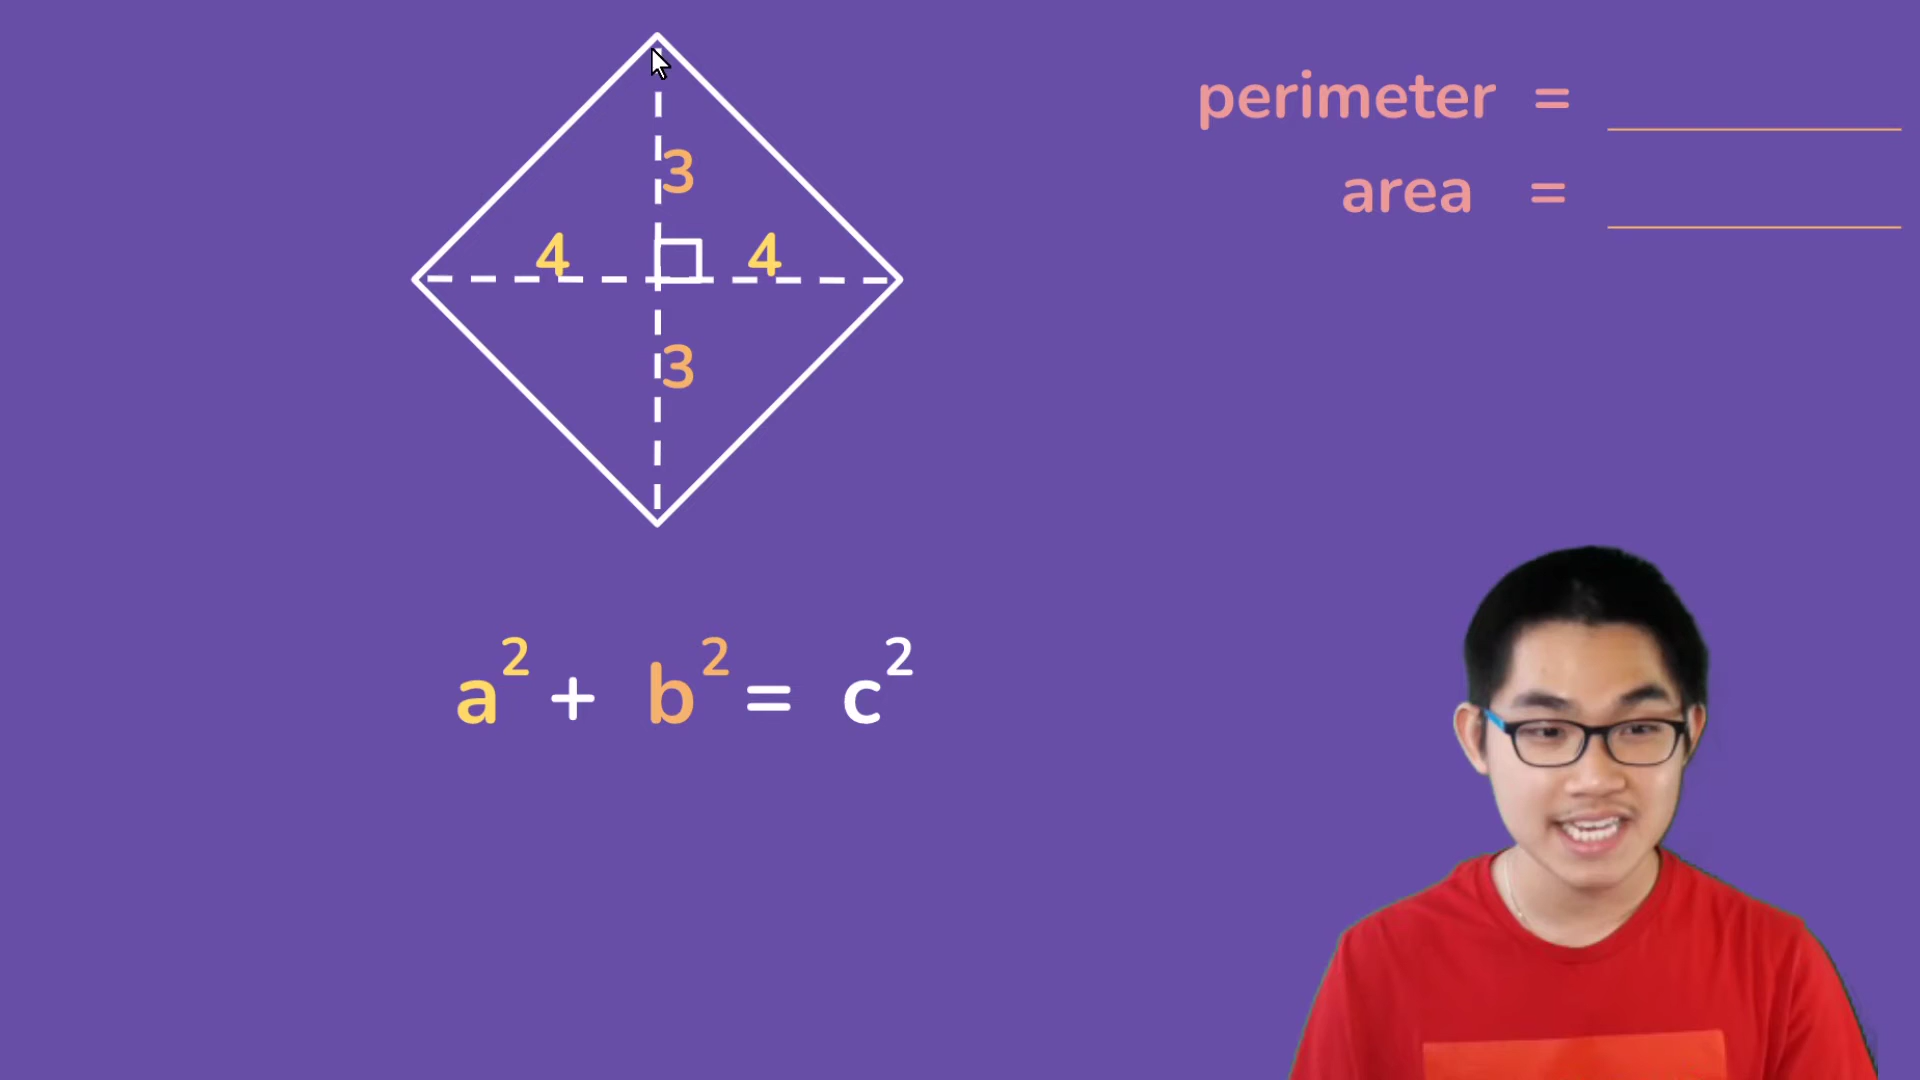 perimeter = 
area = 
3
4 4
3
a² + b² = c²